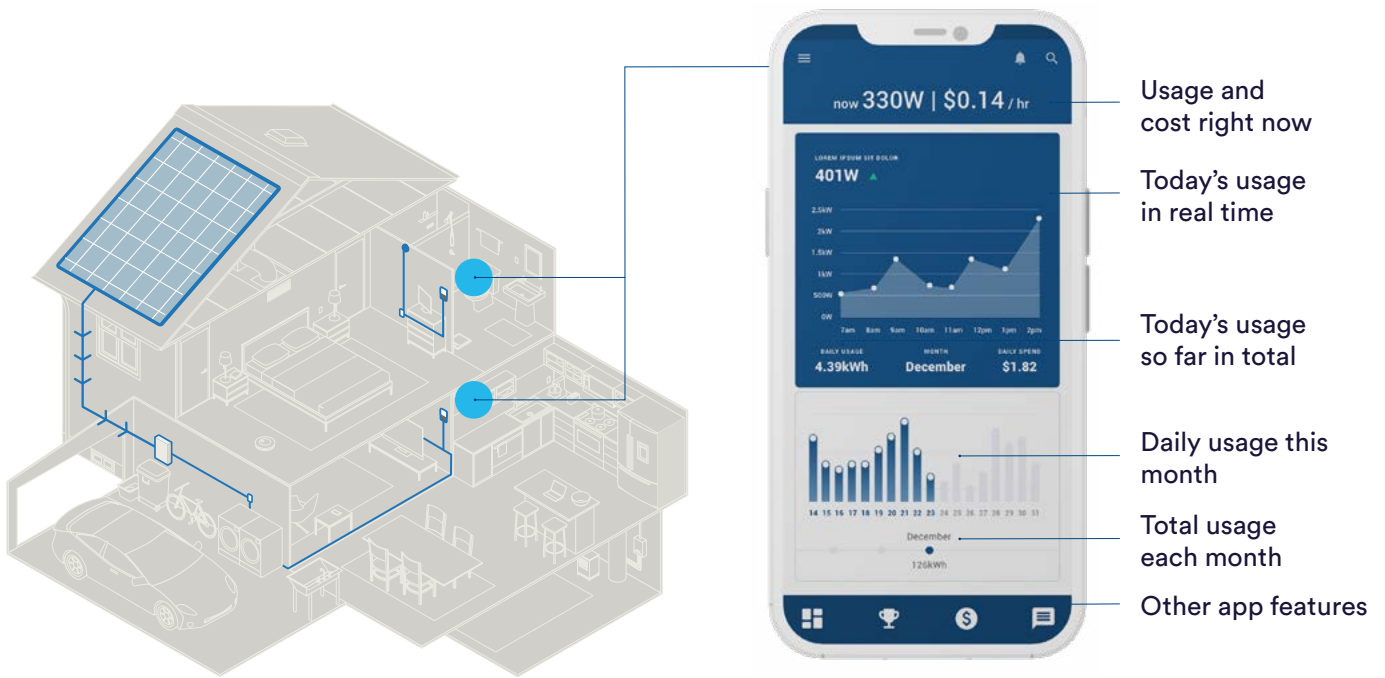 now 330W | $0.14 / hr
LOREM IPSUM SIT DOLOR
401W
2.5kW
2kW
1.5kW
1kW
500W
0W
7am 8am 9am 10am 11am 12pm 1pm 2pm
DAILY USAGE MONTH DAILY SPEND
4.39kWh December $1.82
14 15 16 17 18 19 20 21 22 23 24 25 26 27 28 29 30 31
December
126kWh
$
Usage and
cost right now
Today's usage
in real time
Today's usage
so far in total
Daily usage this
month
Total usage
each month
Other app features